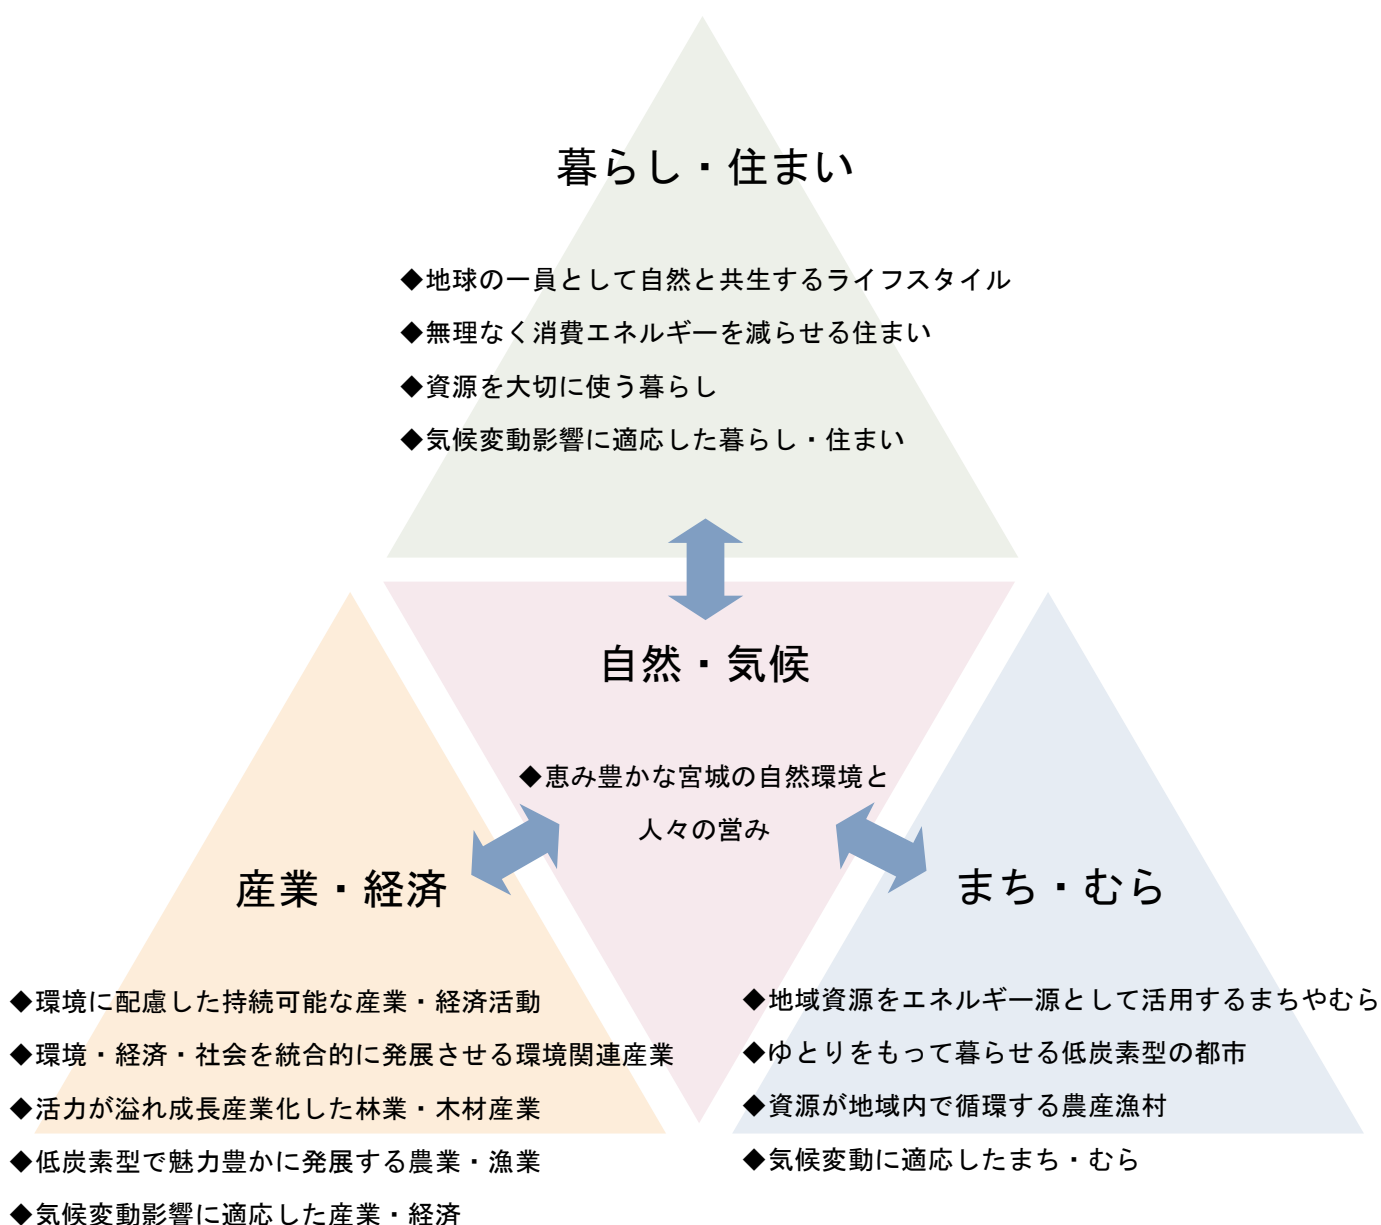 暮らし・住まい
◆地球の一員として自然と共生するライフスタイル
◆無理なく消費エネルギーを減らせる住まい
◆資源を大切に使う暮らし
◆気候変動影響に適応した暮らし・住まい
自然・気候
◆恵み豊かな宮城の自然環境と
人々の営み
産業・経済
◆環境に配慮した持続可能な産業・経済活動
◆環境・経済・社会を統合的に発展させる環境関連産業
◆活力が溢れ成長産業化した林業・木材産業
◆低炭素型で魅力豊かに発展する農業・漁業
◆気候変動影響に適応した産業・経済
まち・むら
◆地域資源をエネルギー源として活用するまちやむら
◆ゆとりをもって暮らせる低炭素型の都市
◆資源が地域内で循環する農産漁村
◆気候変動に適応したまち・むら